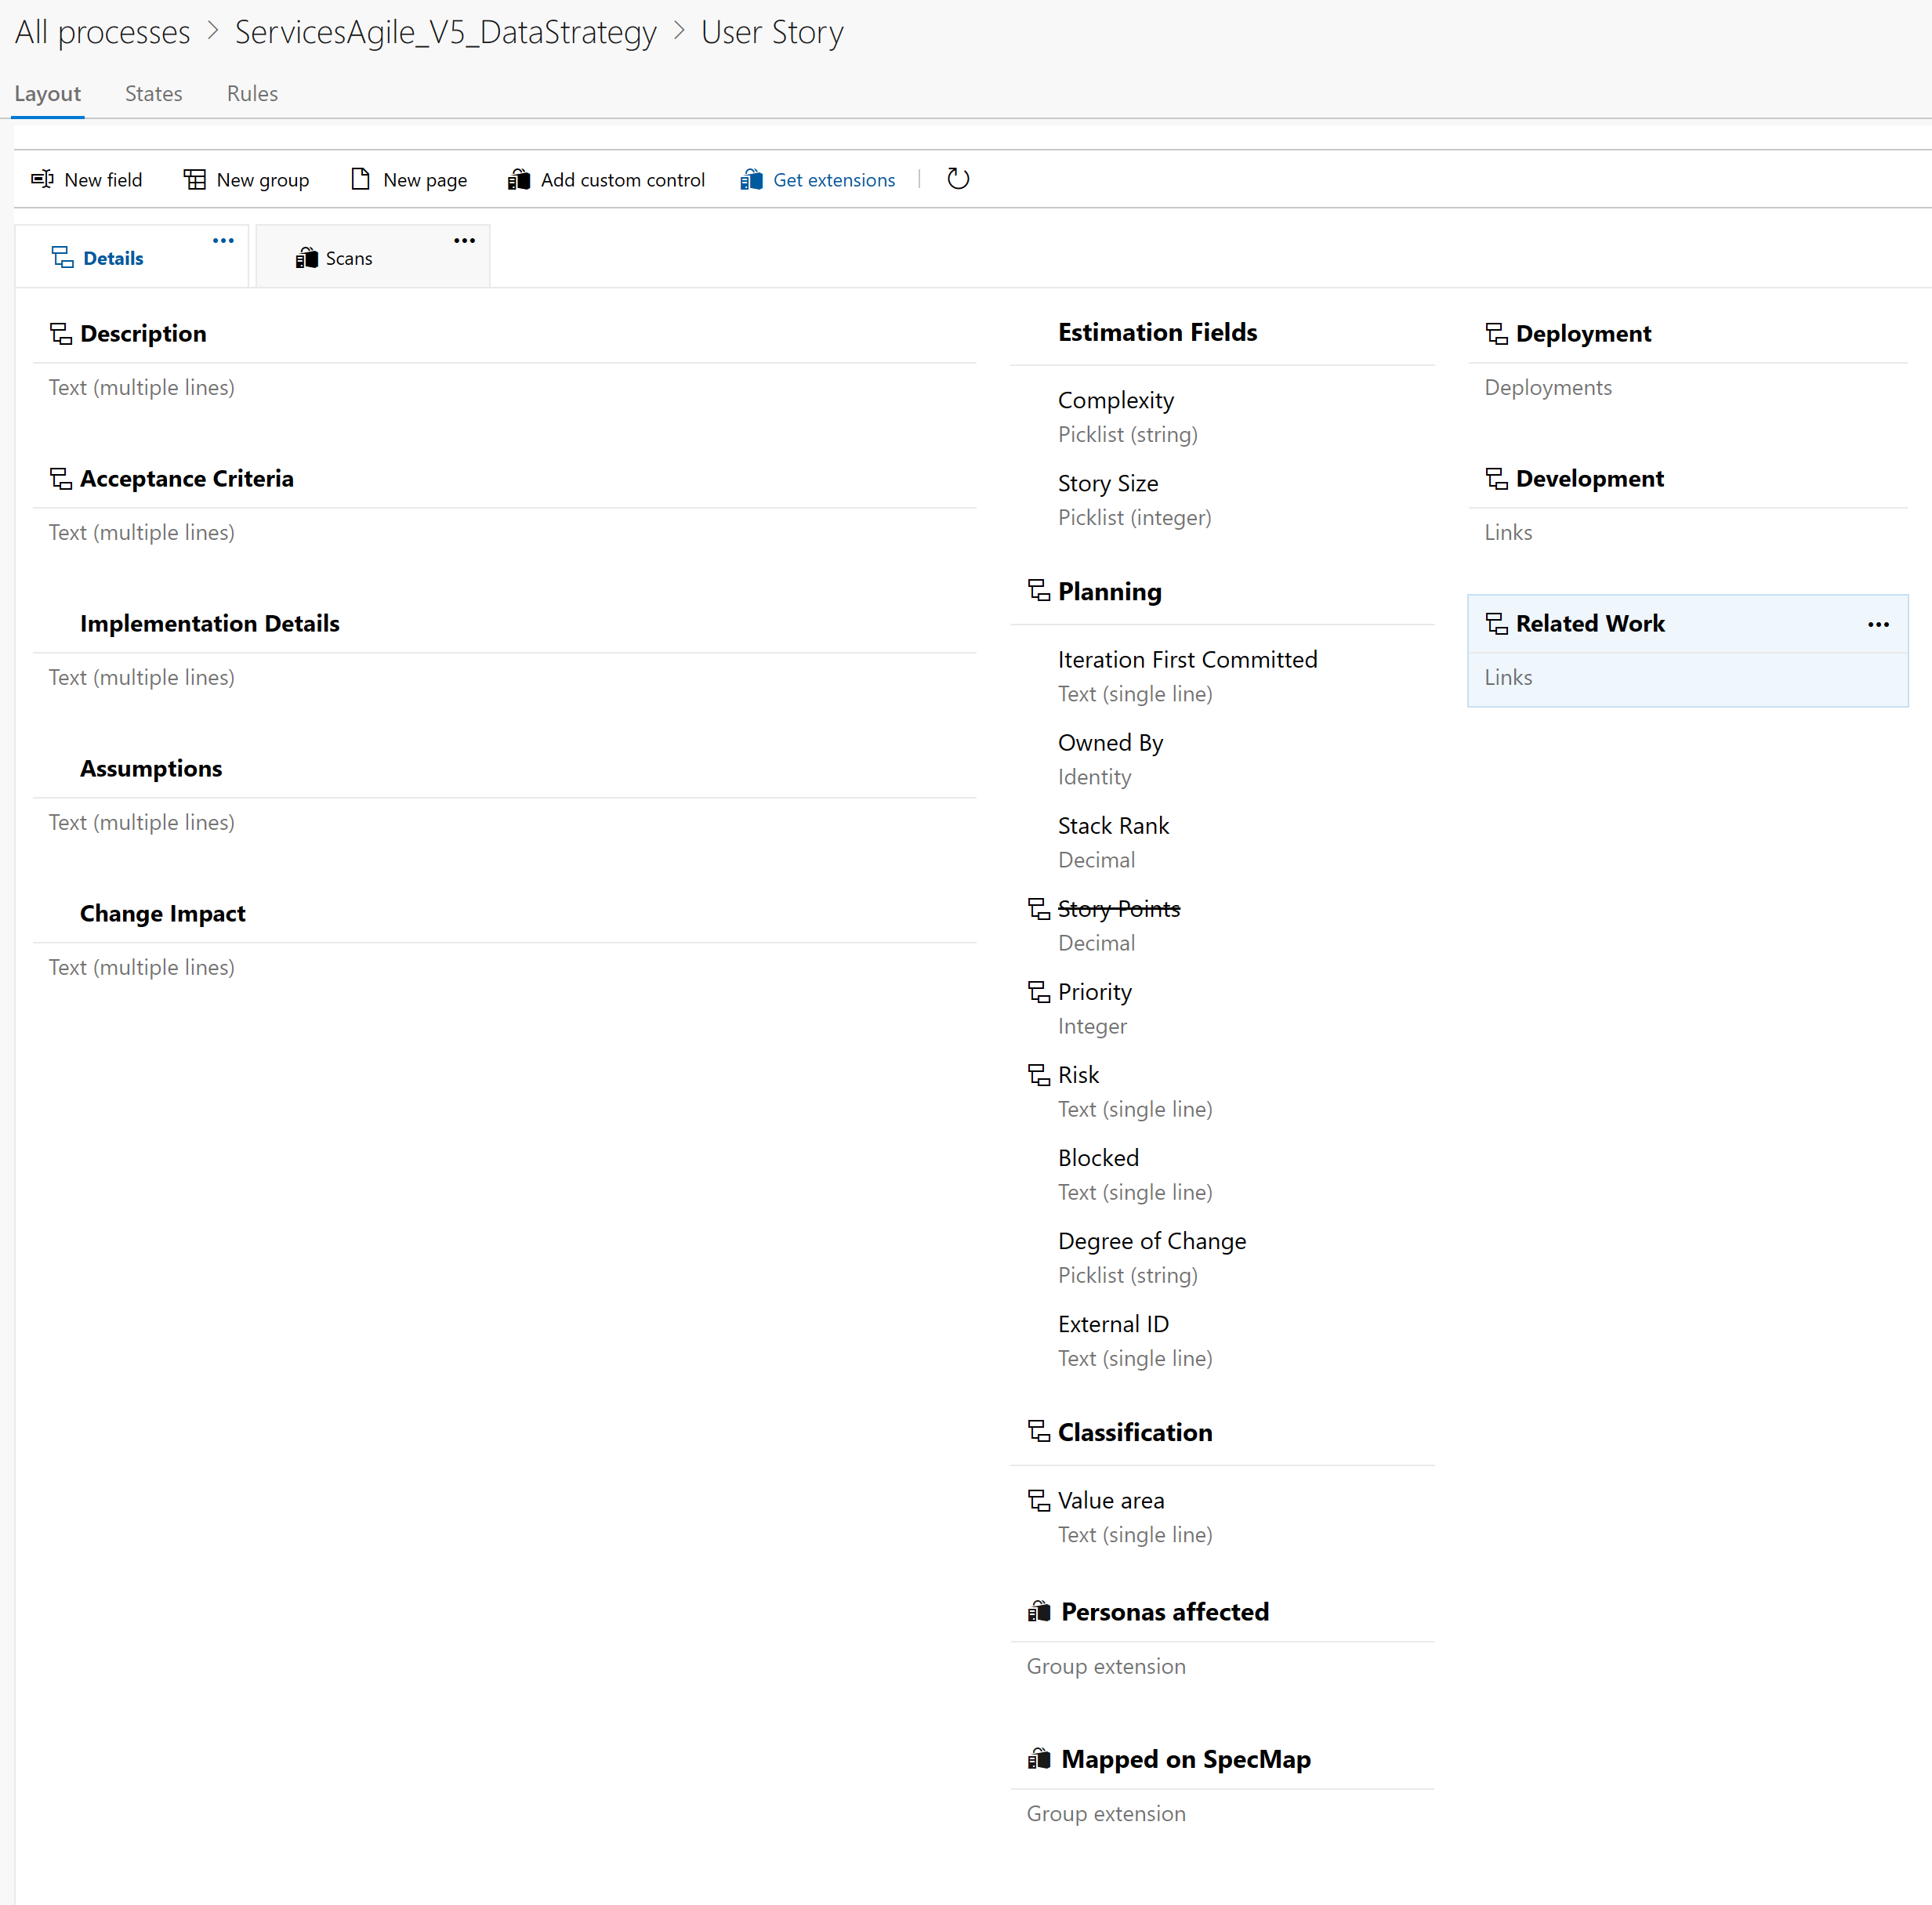 All processes > ServicesAgile_V5_DataStrategy > User Story
Layout States Rules
New field New group New page Add custom control Get extensions
Details ... Scans ...
Description
Text (multiple lines)
Acceptance Criteria
Text (multiple lines)
Implementation Details
Text (multiple lines)
Assumptions
Text (multiple lines)
Change Impact
Text (multiple lines)
Estimation Fields
Complexity
Picklist (string)
Story Size
Picklist (integer)
Planning
Iteration First Committed
Text (single line)
Owned By
Identity
Stack Rank
Decimal
Story Points
Decimal
Priority
Integer
Risk
Text (single line)
Blocked
Text (single line)
Degree of Change
Picklist (string)
External ID
Text (single line)
Classification
Value area
Text (single line)
Personas affected
Group extension
Mapped on SpecMap
Group extension
Deployment
Deployments
Development
Links
Related Work ...
Links